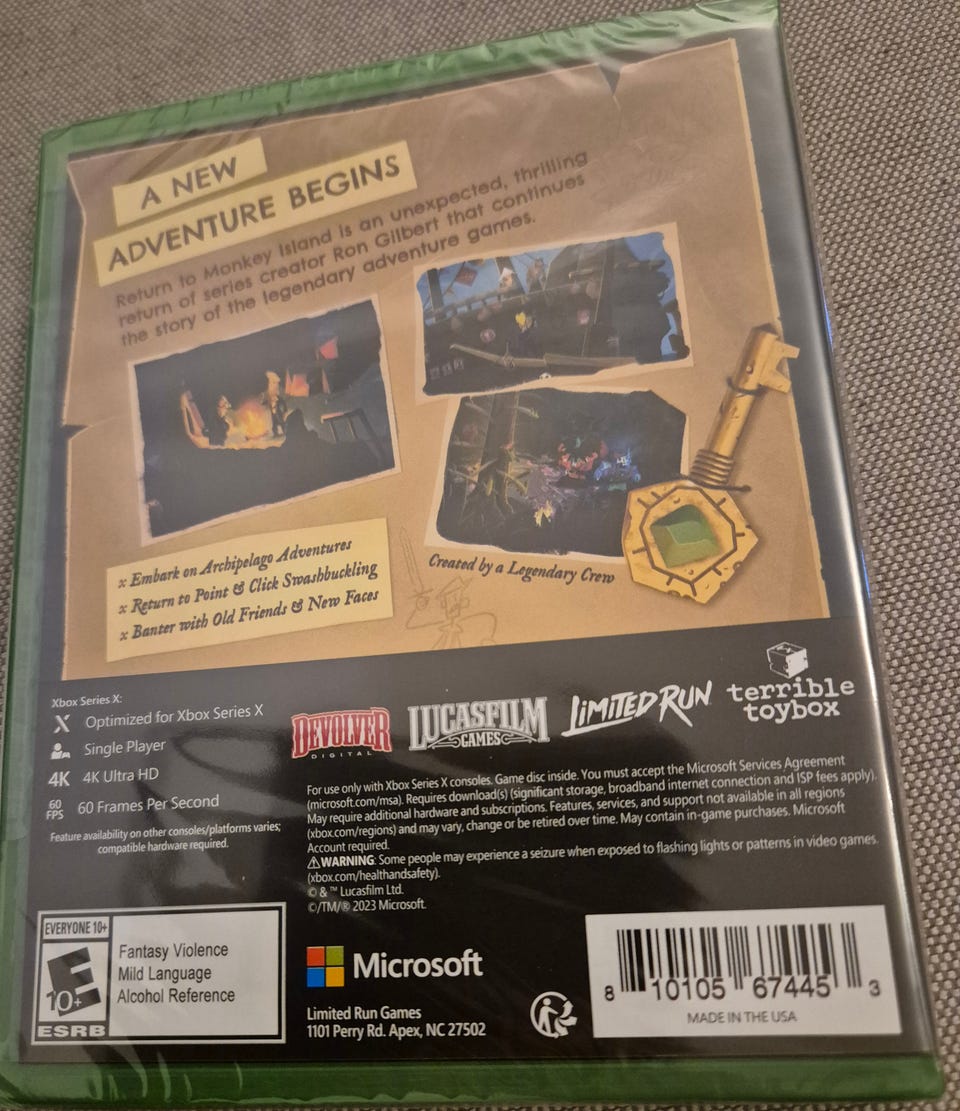 A NEW
ADVENTURE BEGINS
Return to Monkey Island is an unexpected, thrilling
return of series creator Ron Gilbert that continues
the story of the legendary adventure games.
x Embark on Archipelago Adventures
x Return to Point & Click Swashbuckling
x Banter with Old Friends & New Faces
Created by a Legendary Crew
Xbox Series X:
X Optimized for Xbox Series X
Single Player
4K 4K Ultra HD
60 FPS 60 Frames Per Second
Feature availability on other consoles/platforms varies;
compatible hardware required.
DEVOLVER
DIGITAL
LUCASFILM
GAMES
LIMITED RUN
terrible
toybox
For use only with Xbox Series X consoles. Game disc inside. You must accept the Microsoft Services Agreement
(microsoft.com/msa). Requires download(s) (significant storage, broadband internet connection and ISP fees apply).
May require additional hardware and subscriptions. Features, services, and support not available in all regions
(xbox.com/regions) and may vary, change or be retired over time. May contain in-game purchases. Microsoft
Account required.
⚠WARNING: Some people may experience a seizure when exposed to flashing lights or patterns in video games.
(xbox.com/healthandsafety).
© & ™ Lucasfilm Ltd.
©/TM/® 2023 Microsoft.
EVERYONE 10+
E
10+
ESRB
Fantasy Violence
Mild Language
Alcohol Reference
Microsoft
Limited Run Games
1101 Perry Rd. Apex, NC 27502
8 10105 67445 3
MADE IN THE USA